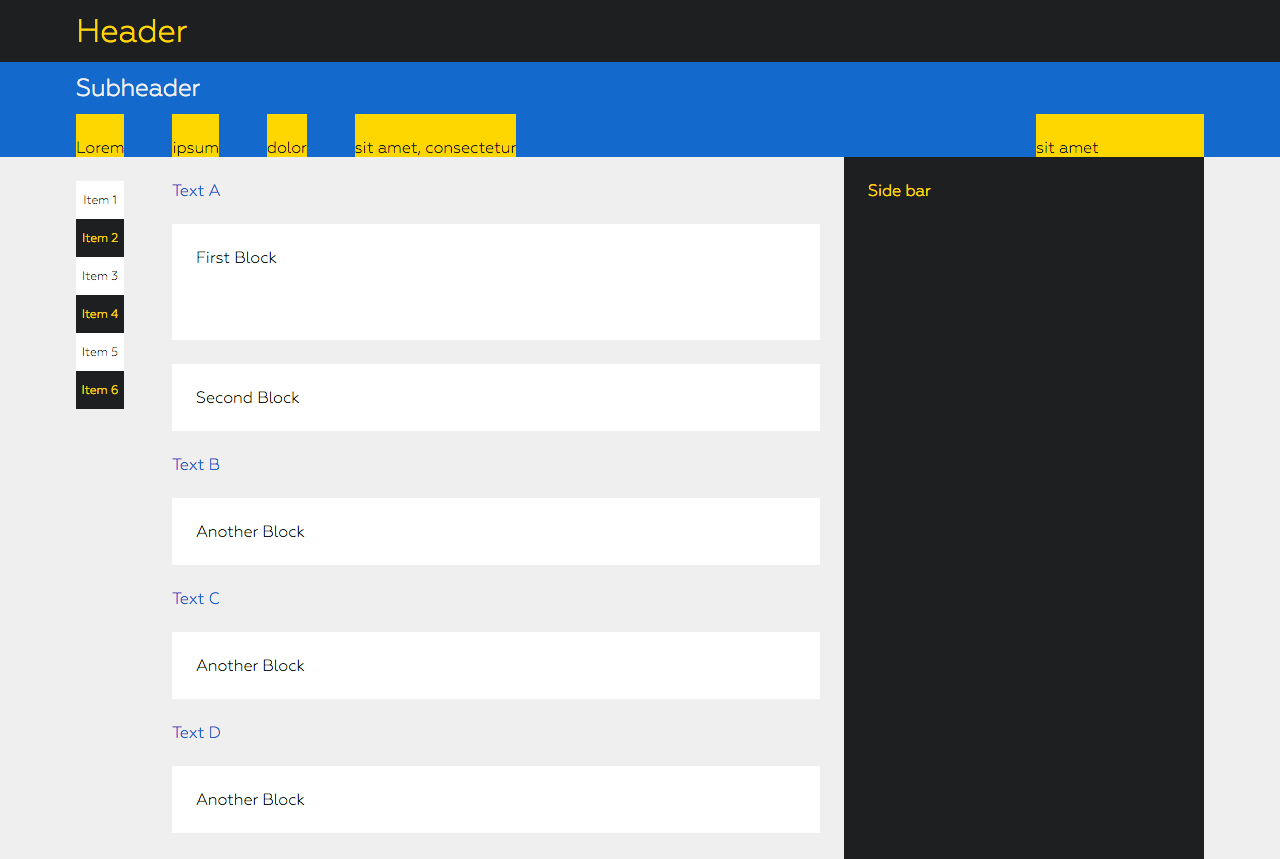 Header
Subheader
Lorem ipsum dolor sit amet, consectetur sit amet
Item 1
Item 2
Item 3
Item 4
Item 5
Item 6
Text A
First Block
Second Block
Text B
Another Block
Text C
Another Block
Text D
Another Block
Side bar